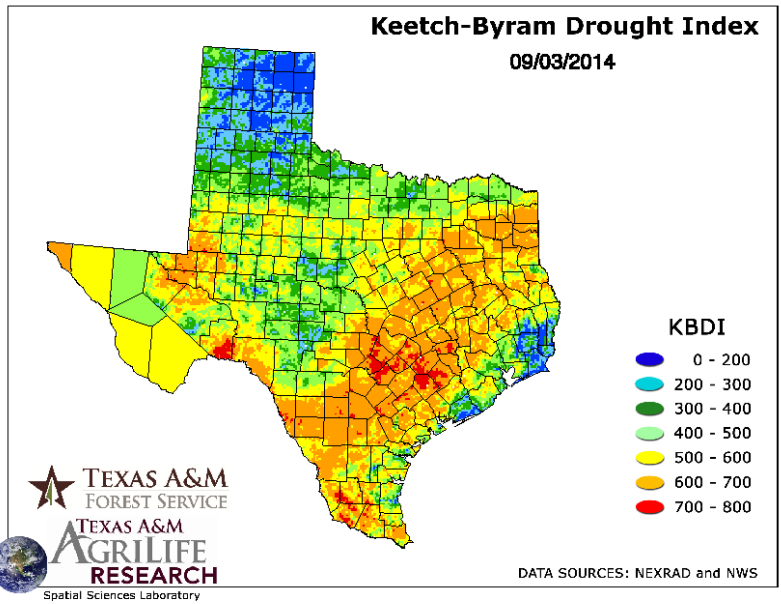 Keetch-Byram Drought Index
09/03/2014
KBDI
0 - 200
200 - 300
300 - 400
400 - 500
500 - 600
600 - 700
700 - 800
TEXAS A&M
FOREST SERVICE
TEXAS A&M
AGRILIFE
RESEARCH
Spatial Sciences Laboratory
DATA SOURCES: NEXRAD and NWS